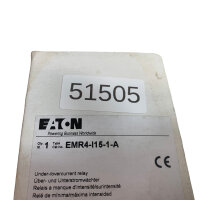 51505
EATON
Powering Business Worldwide
1 EMR4-I15-1-A
Under-/overcurrent relay
Über- und Unterstromwächter
Relais à manque d'intensité/surintensité
Relé de mínima/máxima intensidad
CE